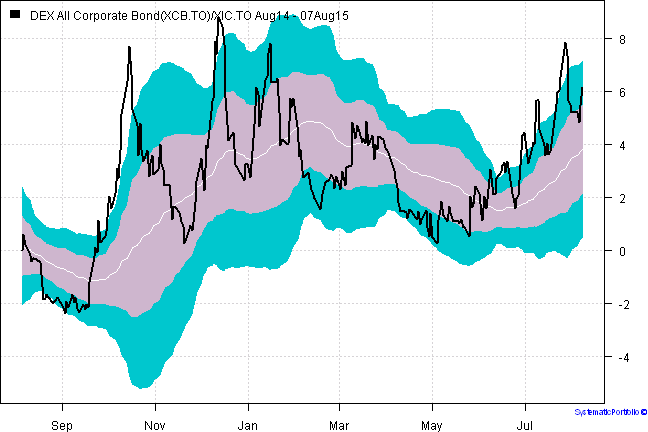 DEX All Corporate Bond(XCB.TO)/XIC.TO Aug14 - 07Aug15
8
6
4
2
0
-2
-4
Sep Nov Jan Mar May Jul
SystematicPortfolio ©